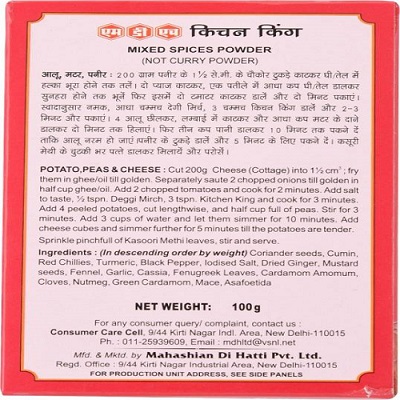 एम डी एच किचन किंग
MIXED SPICES POWDER
(NOT CURRY POWDER)
आलू, मटर, पनीर : 200 ग्राम पनीर के 1½ से.मी. के चौकोर टुकड़े काटकर घी/तेल में
हल्का भूरा होने तक तलें। दो प्याज काटकर, एक पतीले में आधा कप घी/तेल डालकर
सुनहरा होने तक भूनें फिर इसमें दो टमाटर काटकर डालें और दो मिनट पकाएं।
स्वादानुसार नमक, आधा चम्मच देगी मिर्च, 3 चम्मच किचन किंग डालें और 2-3
मिनट और पकाएं। 4 आलू छीलकर, लम्बाई में काटकर और आधा कप मटर के दाने
डालकर दो मिनट तक हिलाएं। फिर तीन कप पानी डालकर 10 मिनट तक पकने दें
ताकि आलू नरम हो जाएं पनीर के टुकड़े डालें और 5 मिनट के लिए पकने दें। कसूरी
मेथी के चुटकी भर पत्ते डालकर मिलायें और परोसें।
POTATO,PEAS & CHEESE : Cut 200g Cheese (Cottage) into 1½ cm³ ; fry
them in ghee/oil till golden. Separately saute 2 chopped onions till golden in
half cup ghee/oil. Add 2 chopped tomatoes and cook for 2 minutes. Add salt
to taste, ½ tspn. Deggi Mirch, 3 tspn. Kitchen King and cook for 3 minutes.
Add 4 peeled potatoes, cut lengthwise, and half cup full of peas. Stir for 3
minutes. Add 3 cups of water and let them simmer for 10 minutes. Add
cheese cubes and simmer further for 5 minutes till the potatoes are tender.
Sprinkle pinchfull of Kasoori Methi leaves, stir and serve.
Ingredients : (In descending order by weight) Coriander seeds, Cumin,
Red Chillies, Turmeric, Black Pepper, Iodised Salt, Dried Ginger, Mustard
seeds, Fennel, Garlic, Cassia, Fenugreek Leaves, Cardamom Amomum,
Cloves, Nutmeg, Green Cardamom, Mace, Asafoetida
NET WEIGHT: 100g
For any consumer query/ complaint, contact us :
Consumer Care Cell, 9/44 Kirti Nagar Indl. Area, New Delhi-110015
Ph. : 011-25939609, Email : mdhltd@vsnl.net
Mfd. & Mktd. by Mahashian Di Hatti Pvt. Ltd.
Regd. Office : 9/44 Kirti Nagar Industrial Area, New Delhi-110015
FOR PRODUCTION UNIT ADDRESS, SEE SIDE PANELS